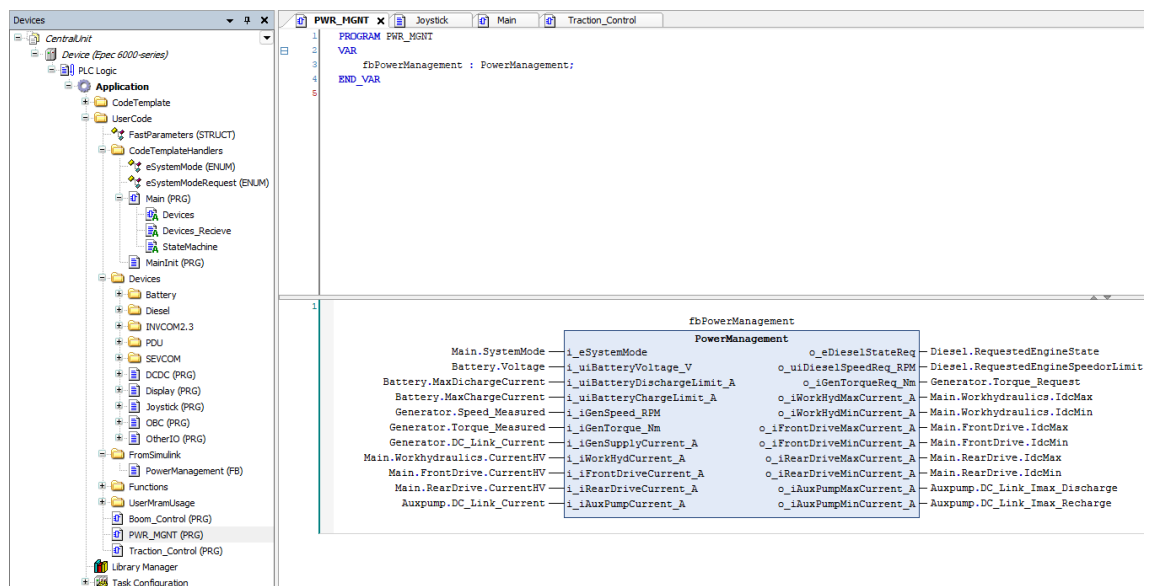 Devices
CentralUnit
Device (Epec 6000-series)
PLC Logic
Application
CodeTemplate
UserCode
FastParameters (STRUCT)
CodeTemplateHandlers
eSystemMode (ENUM)
eSystemModeRequest (ENUM)
Main (PRG)
Devices
Devices_Recieve
StateMachine
MainInit (PRG)
Devices
Battery
Diesel
INVCOM2.3
PDU
SEVCOM
DCDC (PRG)
Display (PRG)
Joystick (PRG)
OBC (PRG)
OtherIO (PRG)
FromSimulink
PowerManagement (FB)
Functions
UserMramUsage
Boom_Control (PRG)
PWR_MGNT (PRG)
Traction_Control (PRG)
Library Manager
Task Configuration
PWR_MGNT Joystick Main Traction_Control
1 PROGRAM PWR_MGNT
2 VAR
3 fbPowerManagement : PowerManagement;
4 END_VAR
5
1
fbPowerManagement
PowerManagement
Main.SystemMode i_eSystemMode o_eDieselStateReq Diesel.RequestedEngineState
Battery.Voltage i_uiBatteryVoltage_V o_uiDieselSpeedReq_RPM Diesel.RequestedEngineSpeedorLimit
Battery.MaxDichargeCurrent i_uiBatteryDischargeLimit_A o_iGenTorqueReq_Nm Generator.Torque_Request
Battery.MaxChargeCurrent i_uiBatteryChargeLimit_A o_iWorkHydMaxCurrent_A Main.Workhydraulics.IdcMax
Generator.Speed_Measured i_iGenSpeed_RPM o_iWorkHydMinCurrent_A Main.Workhydraulics.IdcMin
Generator.Torque_Measured i_iGenTorque_Nm o_iFrontDriveMaxCurrent_A Main.FrontDrive.IdcMax
Generator.DC_Link_Current i_iGenSupplyCurrent_A o_iFrontDriveMinCurrent_A Main.FrontDrive.IdcMin
Main.Workhydraulics.CurrentHV i_iWorkHydCurrent_A o_iRearDriveMaxCurrent_A Main.RearDrive.IdcMax
Main.FrontDrive.CurrentHV i_iFrontDriveCurrent_A o_iRearDriveMinCurrent_A Main.RearDrive.IdcMin
Main.RearDrive.CurrentHV i_iRearDriveCurrent_A o_iAuxPumpMaxCurrent_A Auxpump.DC_Link_Imax_Discharge
Auxpump.DC_Link_Current i_iAuxPumpCurrent_A o_iAuxPumpMinCurrent_A Auxpump.DC_Link_Imax_Recharge